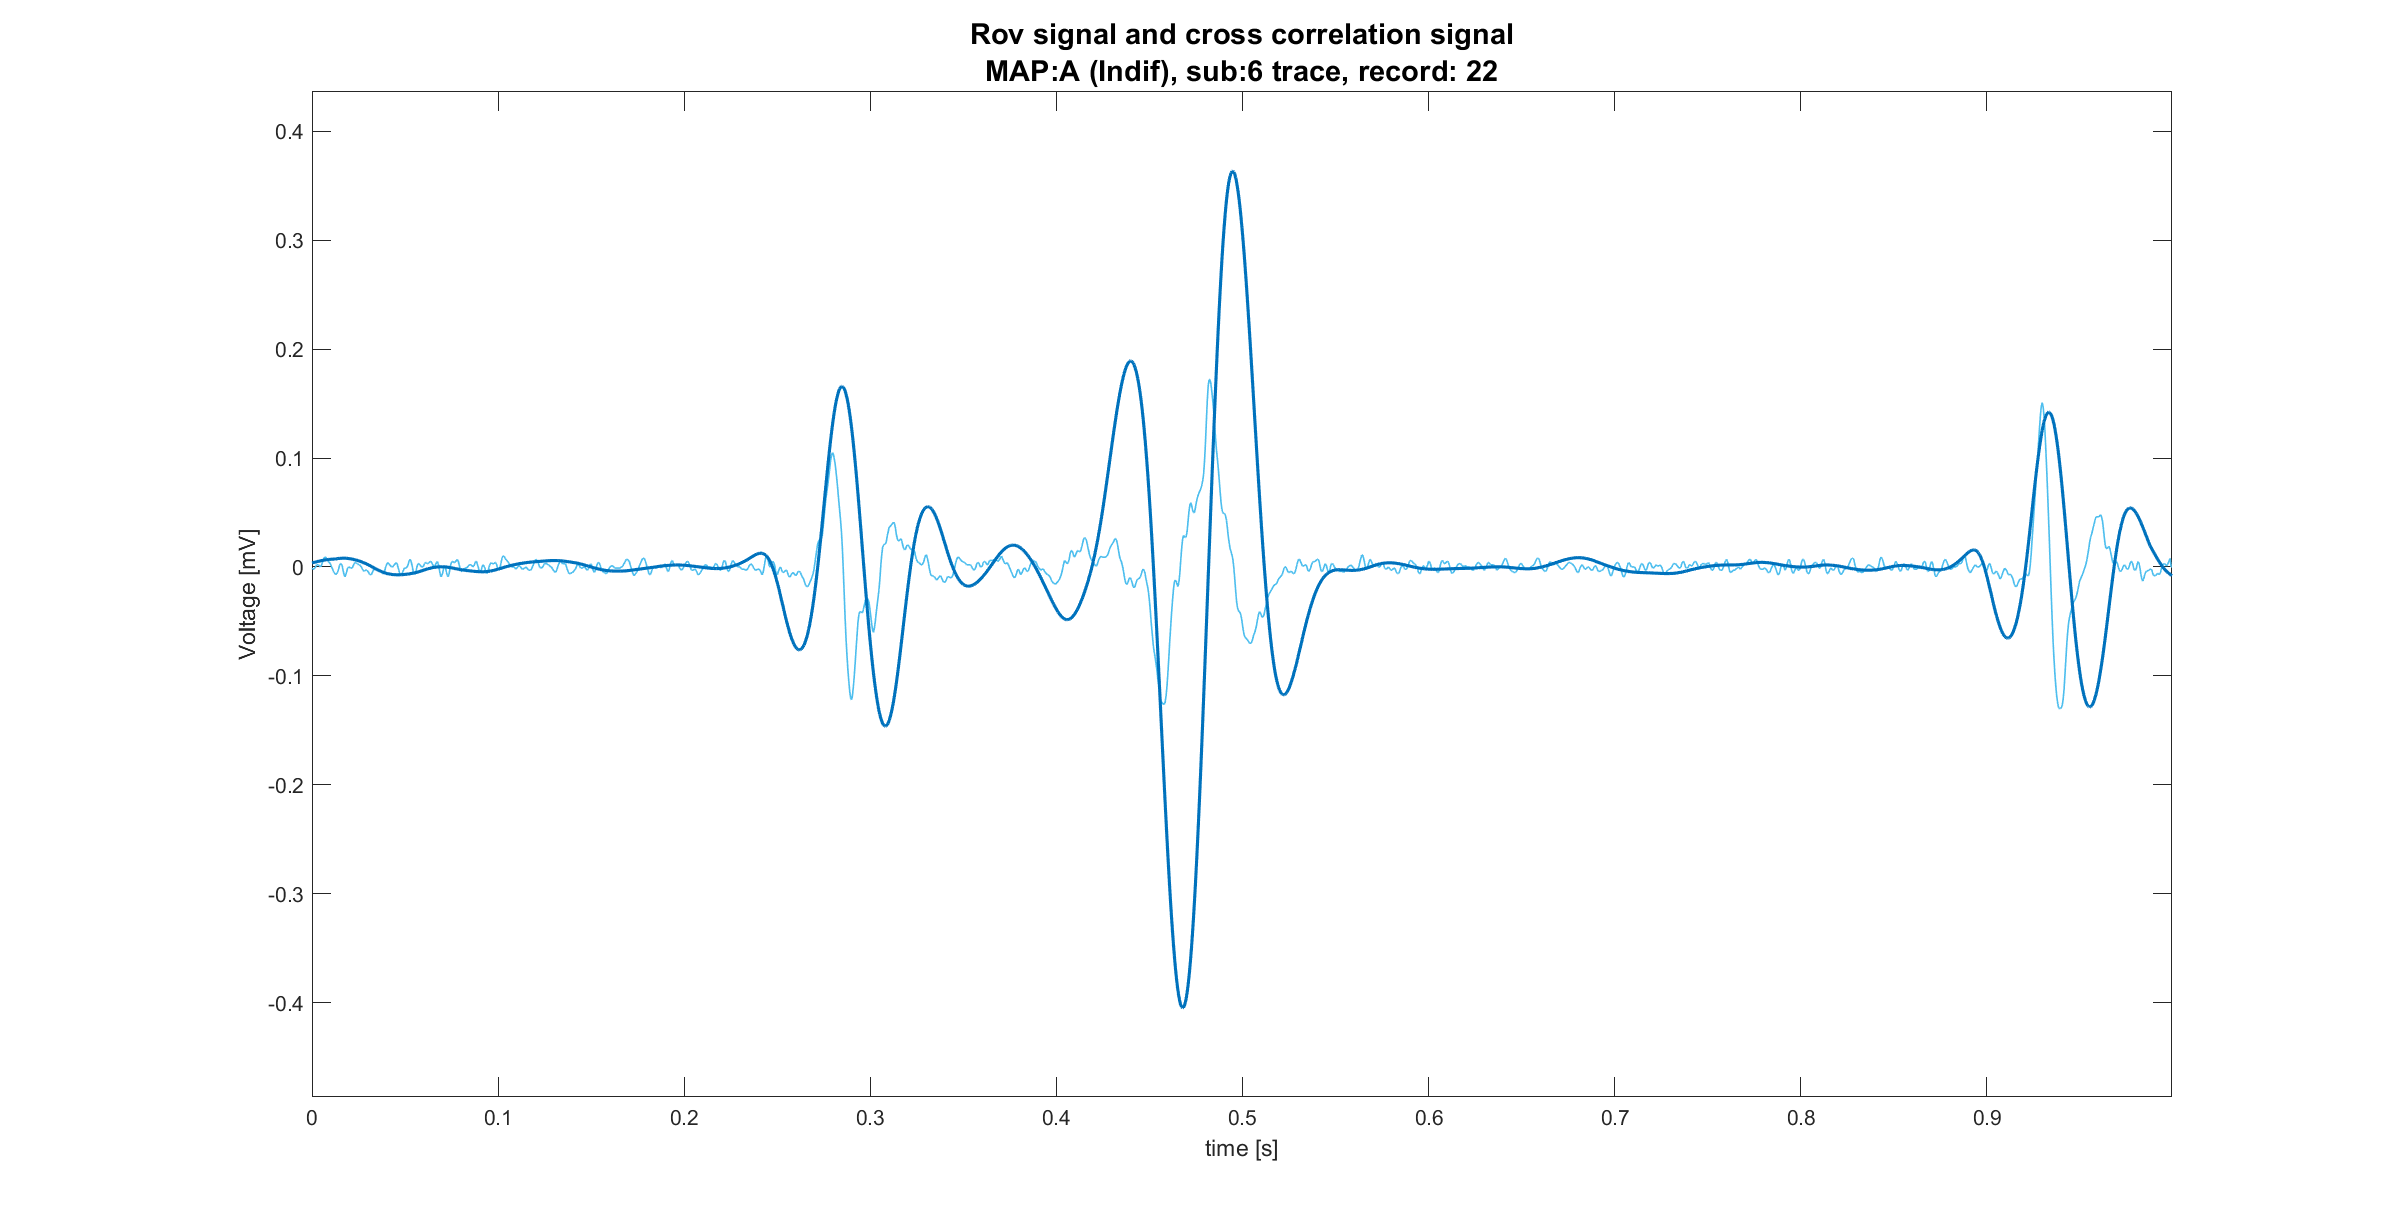 Rov signal and cross correlation signal
MAP:A (Indif), sub:6 trace, record: 22
0.4
0.3
0.2
0.1
0
-0.1
-0.2
-0.3
-0.4
Voltage [mV]
0 0.1 0.2 0.3 0.4 0.5 0.6 0.7 0.8 0.9
time [s]